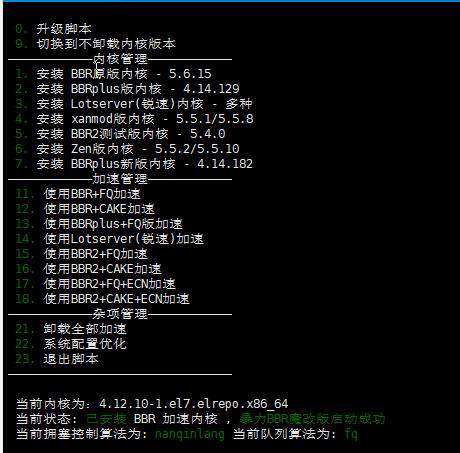 0. 升级脚本
9. 切换到不卸载内核版本
————————内核管理————————
1. 安装 BBR原版内核 - 5.6.15
2. 安装 BBRplus版内核 - 4.14.129
3. 安装 Lotserver(锐速)内核 - 多种
4. 安装 xanmod版内核 - 5.5.1/5.5.8
5. 安装 BBR2测试版内核 - 5.4.0
6. 安装 Zen版内核 - 5.5.2/5.5.10
7. 安装 BBRplus新版内核 - 4.14.182
————————加速管理————————
11. 使用BBR+FQ加速
12. 使用BBR+CAKE加速
13. 使用BBRplus+FQ版加速
14. 使用Lotserver(锐速)加速
15. 使用BBR2+FQ加速
16. 使用BBR2+CAKE加速
17. 使用BBR2+FQ+ECN加速
18. 使用BBR2+CAKE+ECN加速
————————杂项管理————————
21. 卸载全部加速
22. 系统配置优化
23. 退出脚本
————————————————————————
当前内核为: 4.12.10-1.el7.elrepo.x86_64
当前状态: 已安装 BBR 加速内核 , 暴力BBR魔改版启动成功
当前拥塞控制算法为: nanqinlang 当前队列算法为: fq